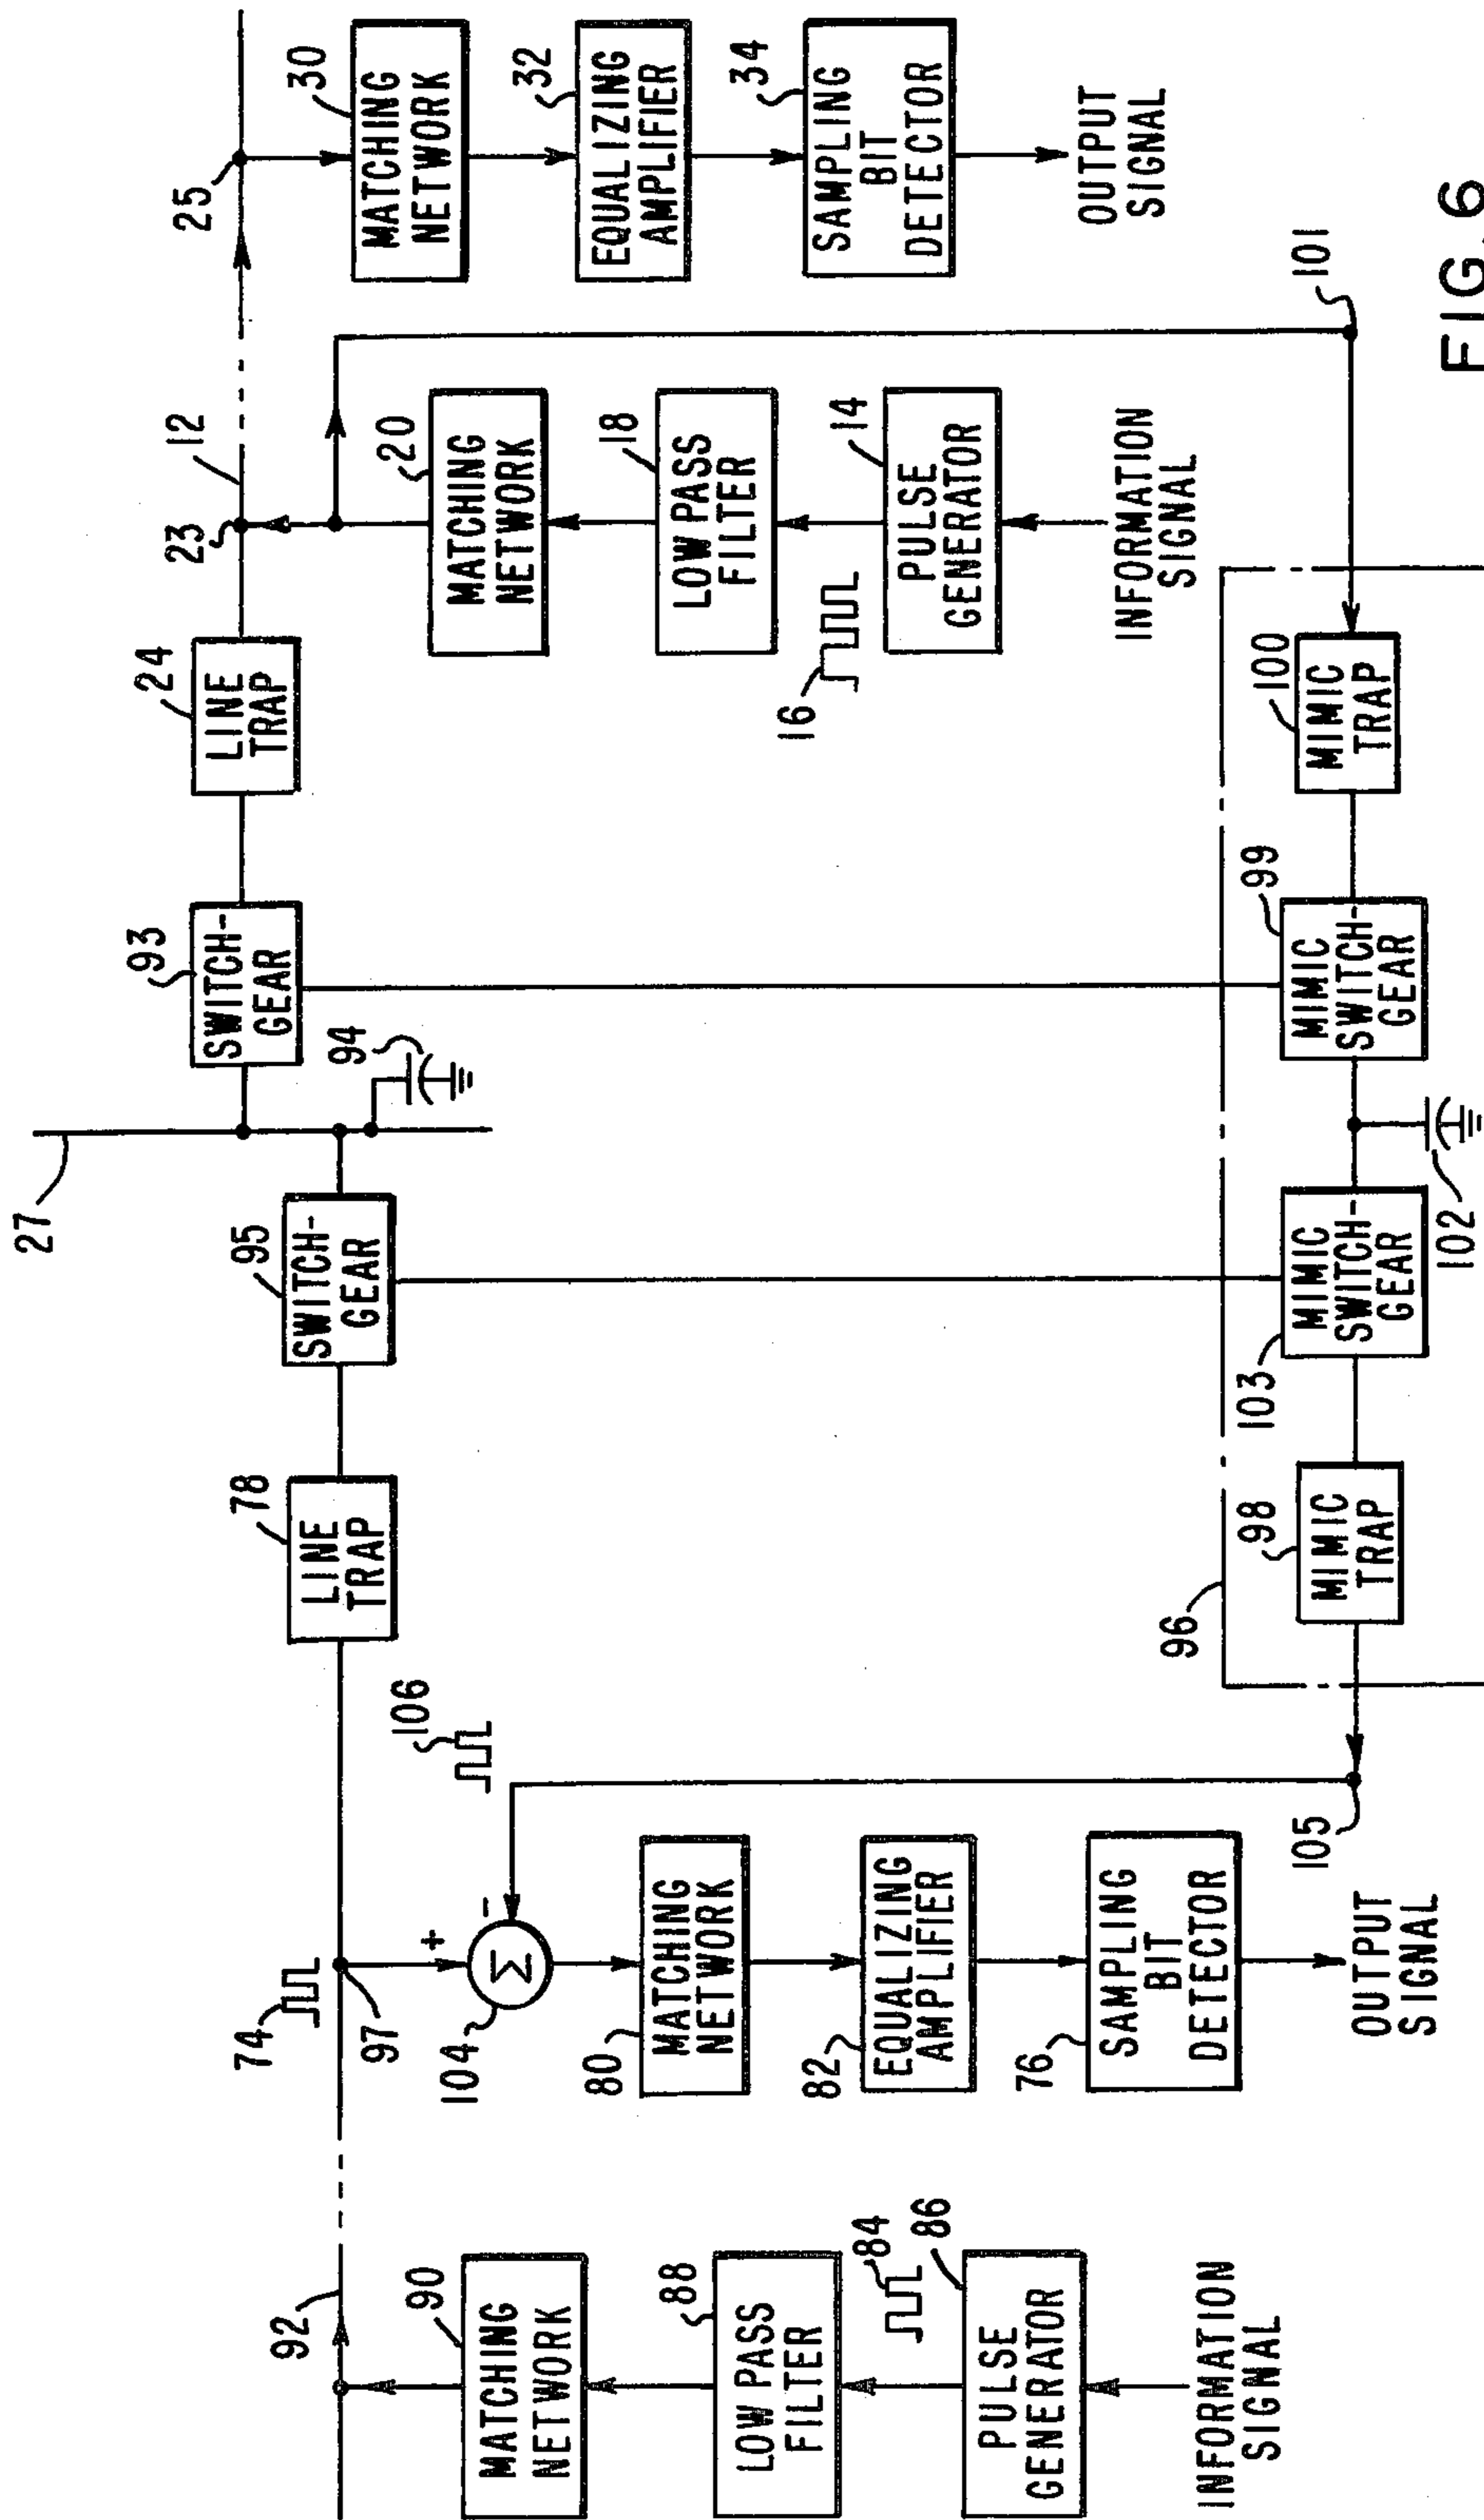 27
12
25
23
24
LINE
TRAP
93
SWITCH-
GEAR
94
95
SWITCH-
GEAR
78
LINE
TRAP
74
97
92
30
MATCHING
NETWORK
32
EQUALIZING
AMPLIFIER
34
SAMPLING
BIT
DETECTOR
OUTPUT
SIGNAL
20
MATCHING
NETWORK
18
LOW PASS
FILTER
16
14
PULSE
GENERATOR
INFORMATION
SIGNAL
106
104
+
-
Σ
80
MATCHING
NETWORK
82
EQUALIZING
AMPLIFIER
76
SAMPLING
BIT
DETECTOR
OUTPUT
SIGNAL
90
MATCHING
NETWORK
88
LOW PASS
FILTER
84
86
PULSE
GENERATOR
INFORMATION
SIGNAL
105
96
98
MIMIC
TRAP
103
MIMIC
SWITCH-
GEAR
102
99
MIMIC
SWITCH-
GEAR
100
MIMIC
TRAP
101
FIG. 6